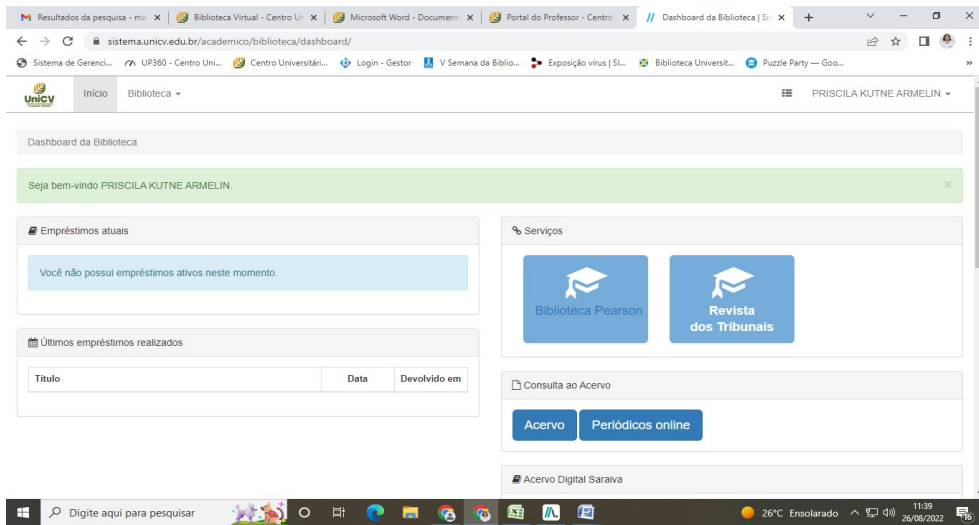 Resultados da pesquisa - ma
Biblioteca Virtual - Centro Un
Microsoft Word - Documento
Portal do Professor - Centro
Dashboard da Biblioteca | Sis
sistema.unicv.edu.br/academico/biblioteca/dashboard/
Sistema de Gerenci...
UP360 - Centro Uni...
Centro Universitári...
Login - Gestor
V Semana da Biblio...
Exposição vírus | Sl...
Biblioteca Universit...
Puzzle Party — Goo...
»
UniCV
Início
Biblioteca
PRISCILA KUTNE ARMELIN
Dashboard da Biblioteca
Seja bem-vindo PRISCILA KUTNE ARMELIN.
×
Empréstimos atuais
Você não possui empréstimos ativos neste momento.
Últimos empréstimos realizados
Título Data Devolvido em
Serviços
Biblioteca Pearson
Revista
dos Tribunais
Consulta ao Acervo
Acervo
Periódicos online
Acervo Digital Saraiva
Digite aqui para pesquisar
26°C Ensolarado
11:39
26/08/2022
16